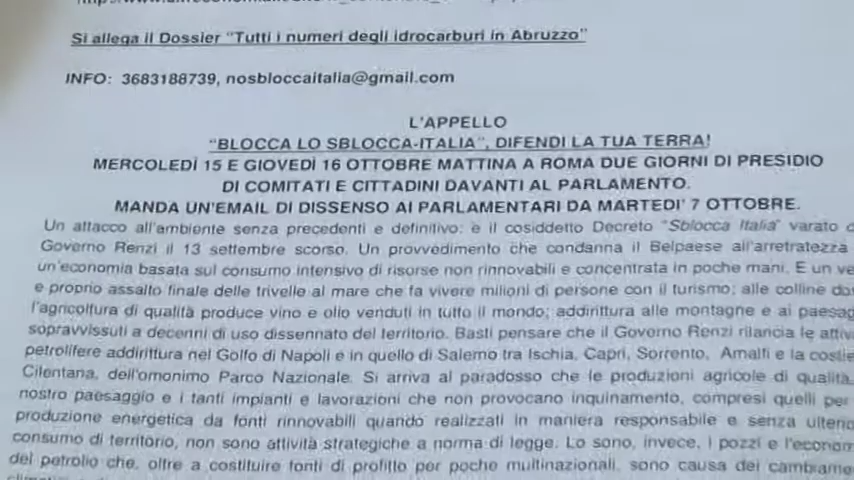 Si allega il Dossier "Tutti i numeri degli idrocarburi in Abruzzo"
INFO: 3683188739, nosbloccaitalia@gmail.com
L'APPELLO
"BLOCCA LO SBLOCCA-ITALIA", DIFENDI LA TUA TERRA!
MERCOLEDÌ 15 E GIOVEDÌ 16 OTTOBRE MATTINA A ROMA DUE GIORNI DI PRESIDIO
DI COMITATI E CITTADINI DAVANTI AL PARLAMENTO.
MANDA UN'EMAIL DI DISSENSO AI PARLAMENTARI DA MARTEDI' 7 OTTOBRE.
Un attacco all'ambiente senza precedenti e definitivo: è il cosiddetto Decreto "Sblocca Italia" varato
Governo Renzi il 13 settembre scorso. Un provvedimento che condanna il Belpaese all'arretratezza
un'economia basata sul consumo intensivo di risorse non rinnovabili e concentrata in poche mani. E un
e proprio assalto finale delle trivelle al mare che fa vivere milioni di persone con il turismo; alle colline
l'agricoltura di qualità produce vino e olio venduti in tutto il mondo; addirittura alle montagne e ai
sopravvissuti a decenni di uso dissennato del territorio. Basti pensare che il Governo Renzi rilancia le
petrolifere addirittura nel Golfo di Napoli e in quello di Salerno tra Ischia, Capri, Sorrento, Amalfi e la
Cilentana, dell'omonimo Parco Nazionale. Si arriva al paradosso che le produzioni agricole di qualità,
nostro paesaggio e i tanti impianti e lavorazioni che non provocano inquinamento, compresi quelli per
produzione energetica da fonti rinnovabili quando realizzati in maniera responsabile e senza
consumo di territorio, non sono attività strategiche a norma di legge. Lo sono, invece, i pozzi e
del petrolio che, oltre a costituire fonti di profitto per poche multinazionali, sono causa dei